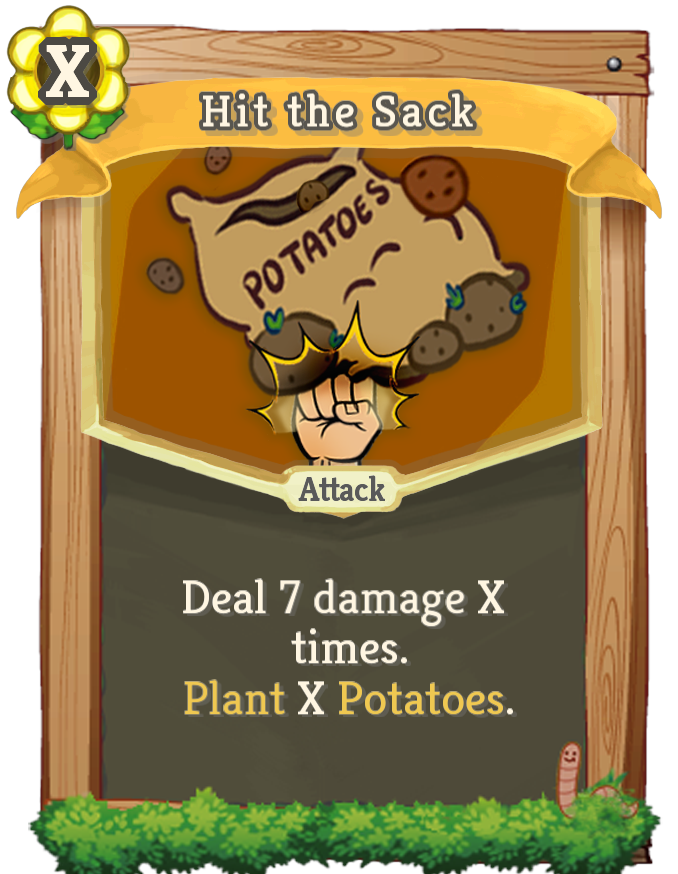 X
Hit the Sack
POTATOES
Attack
Deal 7 damage X
times.
Plant X Potatoes.